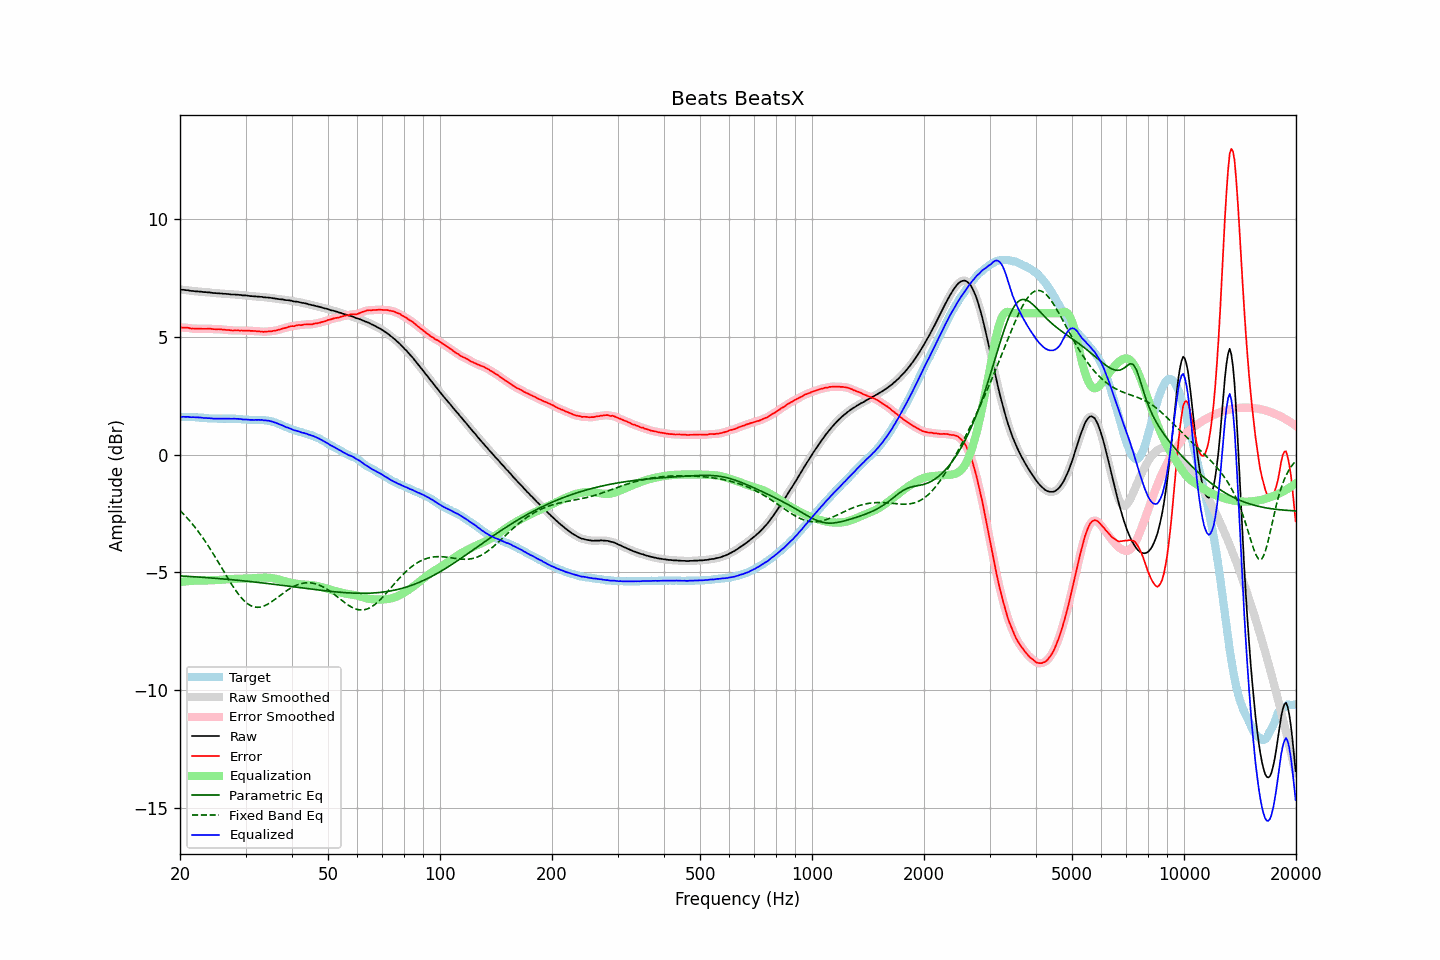 Beats BeatsX
Amplitude (dBr)
10
5
0
−5
−10
−15
Target
Raw Smoothed
Error Smoothed
Raw
Error
Equalization
Parametric Eq
Fixed Band Eq
Equalized
20 50 100 200 500 1000 2000 5000 10000 20000
Frequency (Hz)